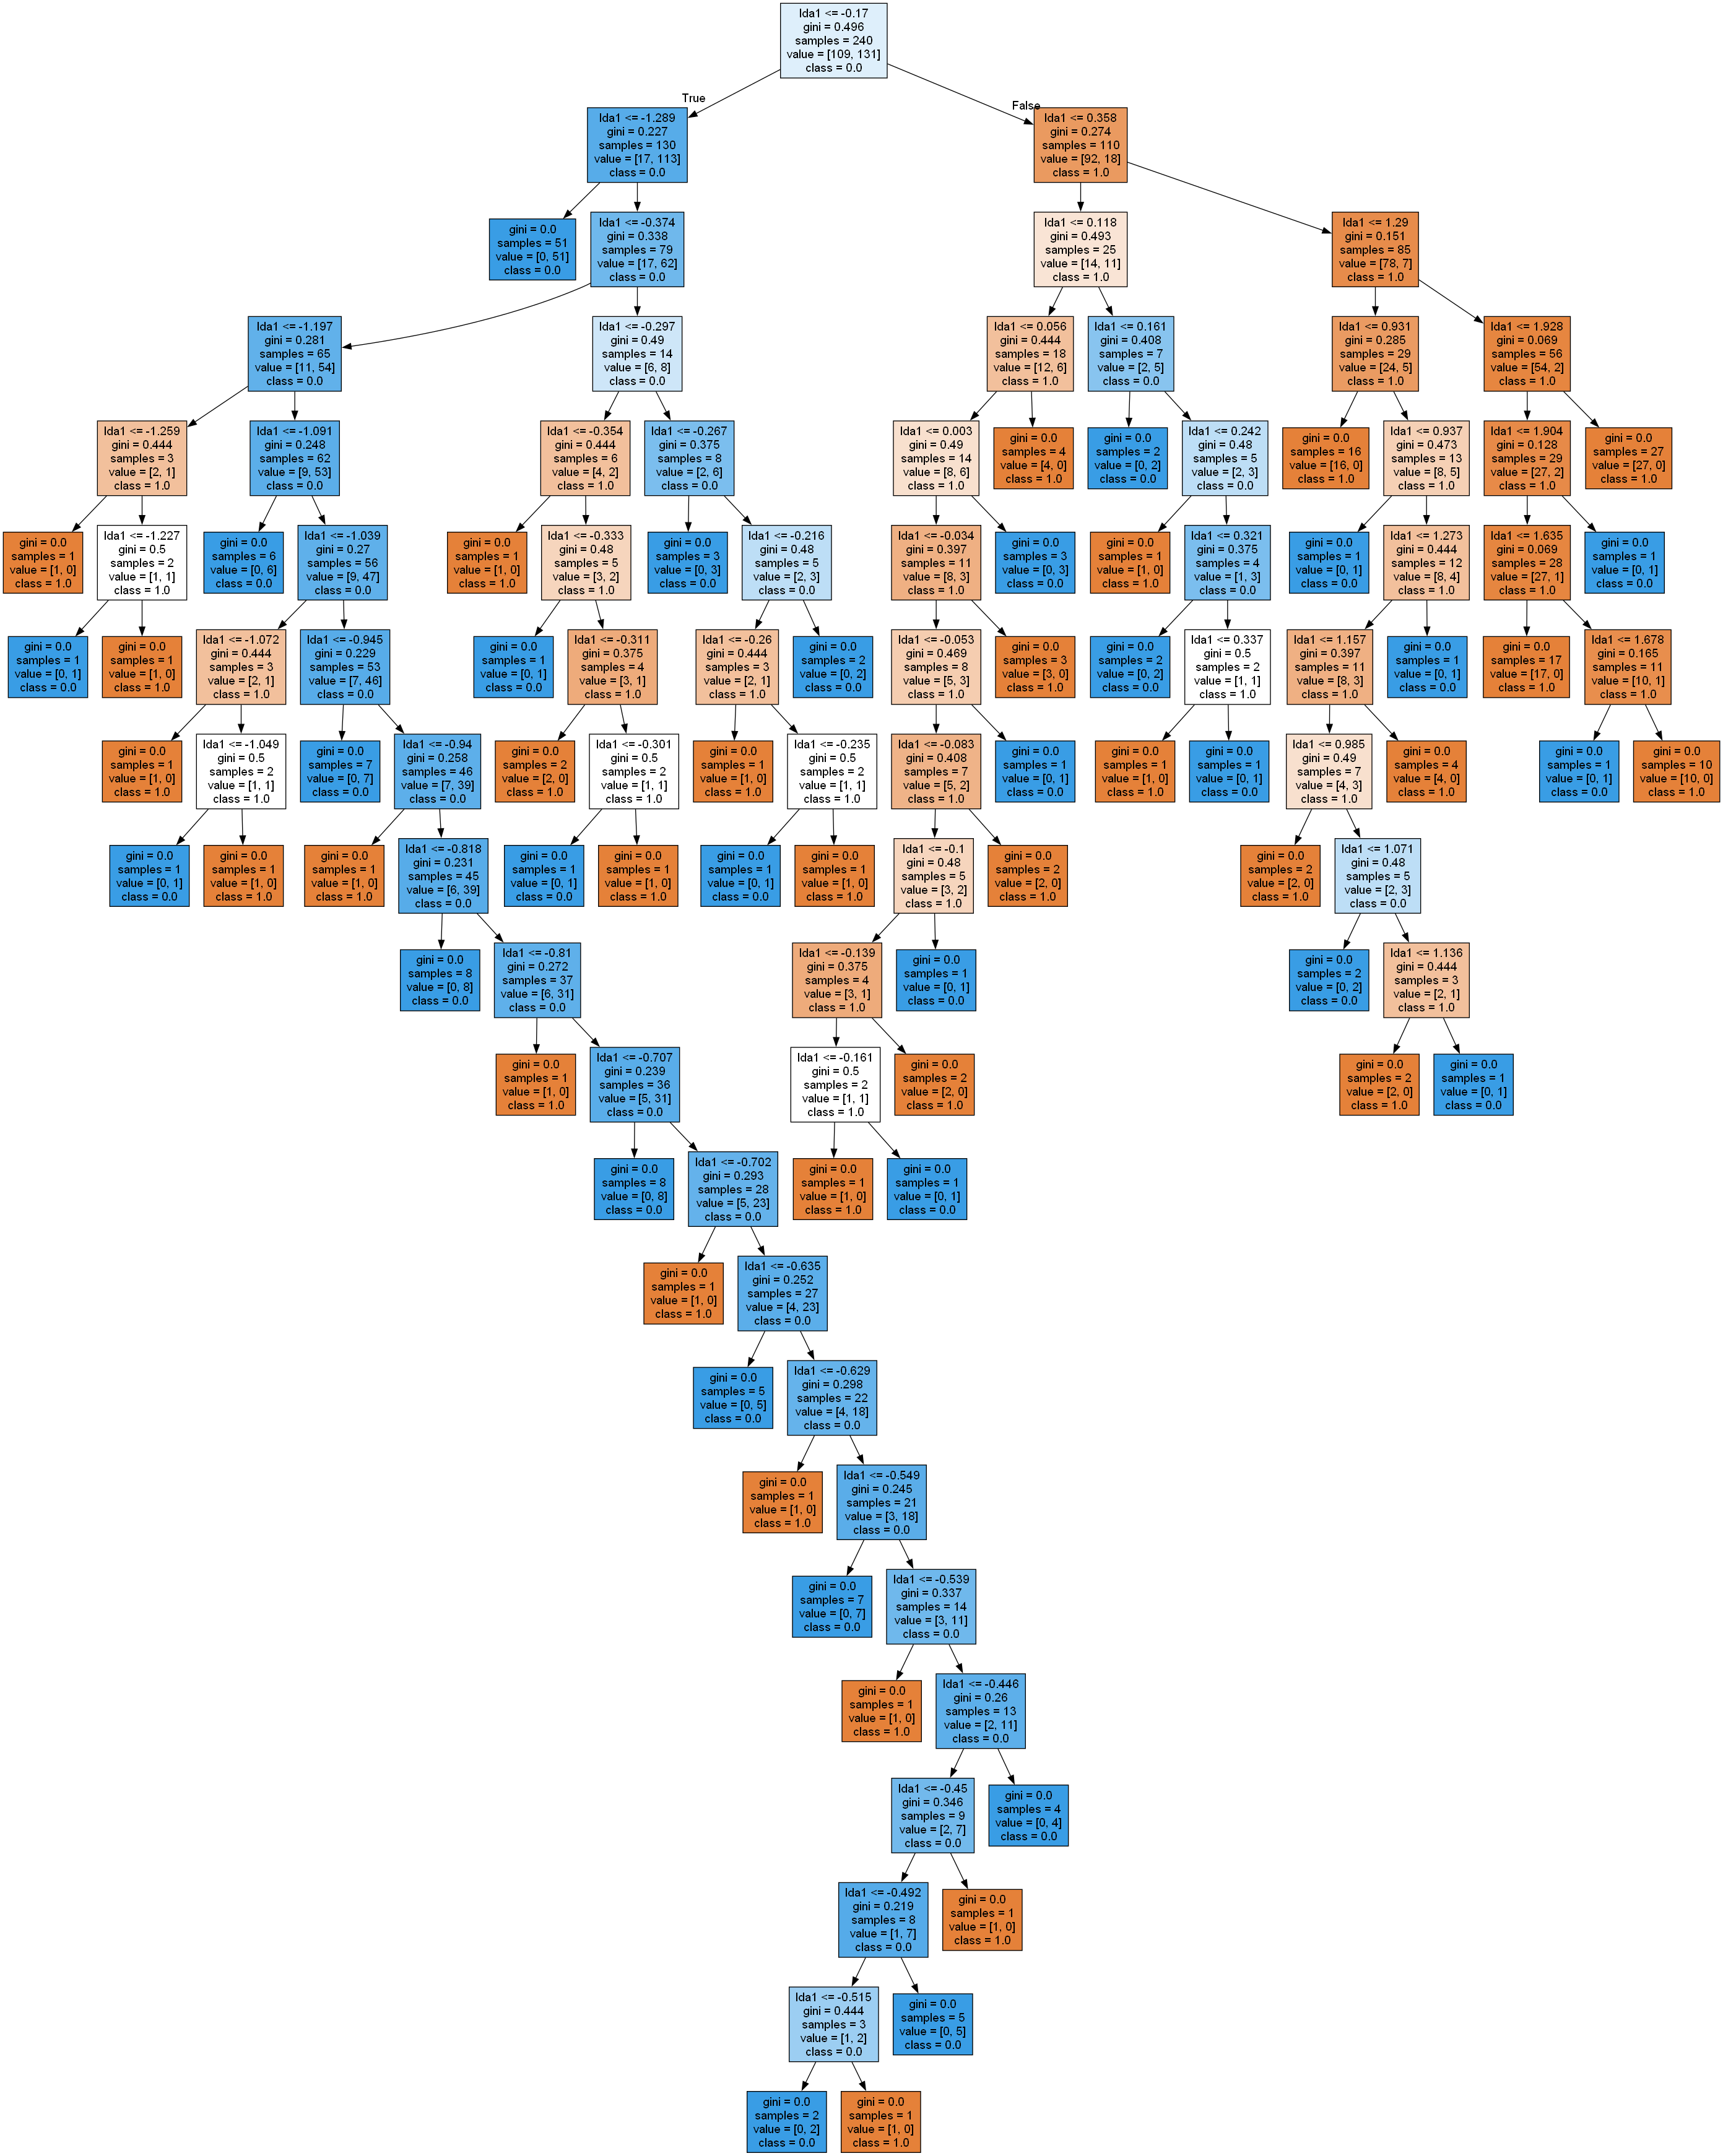 lda1 <= -0.17
gini = 0.496
samples = 240
value = [109, 131]
class = 0.0
True
False
lda1 <= -1.289
gini = 0.227
samples = 130
value = [17, 113]
class = 0.0
lda1 <= 0.358
gini = 0.274
samples = 110
value = [92, 18]
class = 1.0
gini = 0.0
samples = 51
value = [0, 51]
class = 0.0
lda1 <= -0.374
gini = 0.338
samples = 79
value = [17, 62]
class = 0.0
lda1 <= 0.118
gini = 0.493
samples = 25
value = [14, 11]
class = 1.0
lda1 <= 1.29
gini = 0.151
samples = 85
value = [78, 7]
class = 1.0
lda1 <= -1.197
gini = 0.281
samples = 65
value = [11, 54]
class = 0.0
lda1 <= -0.297
gini = 0.49
samples = 14
value = [6, 8]
class = 0.0
lda1 <= 0.056
gini = 0.444
samples = 18
value = [12, 6]
class = 1.0
lda1 <= 0.161
gini = 0.408
samples = 7
value = [2, 5]
class = 0.0
lda1 <= 0.931
gini = 0.285
samples = 29
value = [24, 5]
class = 1.0
lda1 <= 1.928
gini = 0.069
samples = 56
value = [54, 2]
class = 1.0
lda1 <= -1.259
gini = 0.444
samples = 3
value = [2, 1]
class = 1.0
lda1 <= -1.091
gini = 0.248
samples = 62
value = [9, 53]
class = 0.0
lda1 <= -0.354
gini = 0.444
samples = 6
value = [4, 2]
class = 1.0
lda1 <= -0.267
gini = 0.375
samples = 8
value = [2, 6]
class = 0.0
lda1 <= 0.003
gini = 0.49
samples = 14
value = [8, 6]
class = 1.0
gini = 0.0
samples = 4
value = [4, 0]
class = 1.0
gini = 0.0
samples = 2
value = [0, 2]
class = 0.0
lda1 <= 0.242
gini = 0.48
samples = 5
value = [2, 3]
class = 0.0
gini = 0.0
samples = 16
value = [16, 0]
class = 1.0
lda1 <= 0.937
gini = 0.473
samples = 13
value = [8, 5]
class = 1.0
lda1 <= 1.904
gini = 0.128
samples = 29
value = [27, 2]
class = 1.0
gini = 0.0
samples = 27
value = [27, 0]
class = 1.0
gini = 0.0
samples = 1
value = [1, 0]
class = 1.0
lda1 <= -1.227
gini = 0.5
samples = 2
value = [1, 1]
class = 1.0
gini = 0.0
samples = 6
value = [0, 6]
class = 0.0
lda1 <= -1.039
gini = 0.27
samples = 56
value = [9, 47]
class = 0.0
gini = 0.0
samples = 1
value = [1, 0]
class = 1.0
lda1 <= -0.333
gini = 0.48
samples = 5
value = [3, 2]
class = 1.0
gini = 0.0
samples = 3
value = [0, 3]
class = 0.0
lda1 <= -0.216
gini = 0.48
samples = 5
value = [2, 3]
class = 0.0
lda1 <= -0.034
gini = 0.397
samples = 11
value = [8, 3]
class = 1.0
gini = 0.0
samples = 3
value = [0, 3]
class = 0.0
gini = 0.0
samples = 1
value = [1, 0]
class = 1.0
lda1 <= 0.321
gini = 0.375
samples = 4
value = [1, 3]
class = 0.0
gini = 0.0
samples = 1
value = [0, 1]
class = 0.0
lda1 <= 1.273
gini = 0.444
samples = 12
value = [8, 4]
class = 1.0
lda1 <= 1.635
gini = 0.069
samples = 28
value = [27, 1]
class = 1.0
gini = 0.0
samples = 1
value = [0, 1]
class = 0.0
gini = 0.0
samples = 1
value = [0, 1]
class = 0.0
gini = 0.0
samples = 1
value = [1, 0]
class = 1.0
lda1 <= -1.072
gini = 0.444
samples = 3
value = [2, 1]
class = 1.0
lda1 <= -0.945
gini = 0.229
samples = 53
value = [7, 46]
class = 0.0
gini = 0.0
samples = 1
value = [0, 1]
class = 0.0
lda1 <= -0.311
gini = 0.375
samples = 4
value = [3, 1]
class = 1.0
lda1 <= -0.26
gini = 0.444
samples = 3
value = [2, 1]
class = 1.0
gini = 0.0
samples = 2
value = [0, 2]
class = 0.0
lda1 <= -0.053
gini = 0.469
samples = 8
value = [5, 3]
class = 1.0
gini = 0.0
samples = 3
value = [3, 0]
class = 1.0
gini = 0.0
samples = 2
value = [0, 2]
class = 0.0
lda1 <= 0.337
gini = 0.5
samples = 2
value = [1, 1]
class = 1.0
lda1 <= 1.157
gini = 0.397
samples = 11
value = [8, 3]
class = 1.0
gini = 0.0
samples = 1
value = [0, 1]
class = 0.0
gini = 0.0
samples = 17
value = [17, 0]
class = 1.0
lda1 <= 1.678
gini = 0.165
samples = 11
value = [10, 1]
class = 1.0
gini = 0.0
samples = 1
value = [1, 0]
class = 1.0
lda1 <= -1.049
gini = 0.5
samples = 2
value = [1, 1]
class = 1.0
gini = 0.0
samples = 7
value = [0, 7]
class = 0.0
lda1 <= -0.94
gini = 0.258
samples = 46
value = [7, 39]
class = 0.0
gini = 0.0
samples = 2
value = [2, 0]
class = 1.0
lda1 <= -0.301
gini = 0.5
samples = 2
value = [1, 1]
class = 1.0
gini = 0.0
samples = 1
value = [1, 0]
class = 1.0
lda1 <= -0.235
gini = 0.5
samples = 2
value = [1, 1]
class = 1.0
lda1 <= -0.083
gini = 0.408
samples = 7
value = [5, 2]
class = 1.0
gini = 0.0
samples = 1
value = [0, 1]
class = 0.0
gini = 0.0
samples = 1
value = [1, 0]
class = 1.0
gini = 0.0
samples = 1
value = [0, 1]
class = 0.0
lda1 <= 0.985
gini = 0.49
samples = 7
value = [4, 3]
class = 1.0
gini = 0.0
samples = 4
value = [4, 0]
class = 1.0
gini = 0.0
samples = 1
value = [0, 1]
class = 0.0
gini = 0.0
samples = 10
value = [10, 0]
class = 1.0
gini = 0.0
samples = 1
value = [0, 1]
class = 0.0
gini = 0.0
samples = 1
value = [1, 0]
class = 1.0
gini = 0.0
samples = 1
value = [1, 0]
class = 1.0
lda1 <= -0.818
gini = 0.231
samples = 45
value = [6, 39]
class = 0.0
gini = 0.0
samples = 1
value = [0, 1]
class = 0.0
gini = 0.0
samples = 1
value = [1, 0]
class = 1.0
gini = 0.0
samples = 1
value = [0, 1]
class = 0.0
gini = 0.0
samples = 1
value = [1, 0]
class = 1.0
lda1 <= -0.1
gini = 0.48
samples = 5
value = [3, 2]
class = 1.0
gini = 0.0
samples = 2
value = [2, 0]
class = 1.0
gini = 0.0
samples = 2
value = [2, 0]
class = 1.0
lda1 <= 1.071
gini = 0.48
samples = 5
value = [2, 3]
class = 0.0
gini = 0.0
samples = 8
value = [0, 8]
class = 0.0
lda1 <= -0.81
gini = 0.272
samples = 37
value = [6, 31]
class = 0.0
lda1 <= -0.139
gini = 0.375
samples = 4
value = [3, 1]
class = 1.0
gini = 0.0
samples = 1
value = [0, 1]
class = 0.0
gini = 0.0
samples = 2
value = [0, 2]
class = 0.0
lda1 <= 1.136
gini = 0.444
samples = 3
value = [2, 1]
class = 1.0
gini = 0.0
samples = 1
value = [1, 0]
class = 1.0
lda1 <= -0.707
gini = 0.239
samples = 36
value = [5, 31]
class = 0.0
lda1 <= -0.161
gini = 0.5
samples = 2
value = [1, 1]
class = 1.0
gini = 0.0
samples = 2
value = [2, 0]
class = 1.0
gini = 0.0
samples = 2
value = [2, 0]
class = 1.0
gini = 0.0
samples = 1
value = [0, 1]
class = 0.0
gini = 0.0
samples = 8
value = [0, 8]
class = 0.0
lda1 <= -0.702
gini = 0.293
samples = 28
value = [5, 23]
class = 0.0
gini = 0.0
samples = 1
value = [1, 0]
class = 1.0
gini = 0.0
samples = 1
value = [0, 1]
class = 0.0
gini = 0.0
samples = 1
value = [1, 0]
class = 1.0
lda1 <= -0.635
gini = 0.252
samples = 27
value = [4, 23]
class = 0.0
gini = 0.0
samples = 5
value = [0, 5]
class = 0.0
lda1 <= -0.629
gini = 0.298
samples = 22
value = [4, 18]
class = 0.0
gini = 0.0
samples = 1
value = [1, 0]
class = 1.0
lda1 <= -0.549
gini = 0.245
samples = 21
value = [3, 18]
class = 0.0
gini = 0.0
samples = 7
value = [0, 7]
class = 0.0
lda1 <= -0.539
gini = 0.337
samples = 14
value = [3, 11]
class = 0.0
gini = 0.0
samples = 1
value = [1, 0]
class = 1.0
lda1 <= -0.446
gini = 0.26
samples = 13
value = [2, 11]
class = 0.0
lda1 <= -0.45
gini = 0.346
samples = 9
value = [2, 7]
class = 0.0
gini = 0.0
samples = 4
value = [0, 4]
class = 0.0
lda1 <= -0.492
gini = 0.219
samples = 8
value = [1, 7]
class = 0.0
gini = 0.0
samples = 1
value = [1, 0]
class = 1.0
lda1 <= -0.515
gini = 0.444
samples = 3
value = [1, 2]
class = 0.0
gini = 0.0
samples = 5
value = [0, 5]
class = 0.0
gini = 0.0
samples = 2
value = [0, 2]
class = 0.0
gini = 0.0
samples = 1
value = [1, 0]
class = 1.0